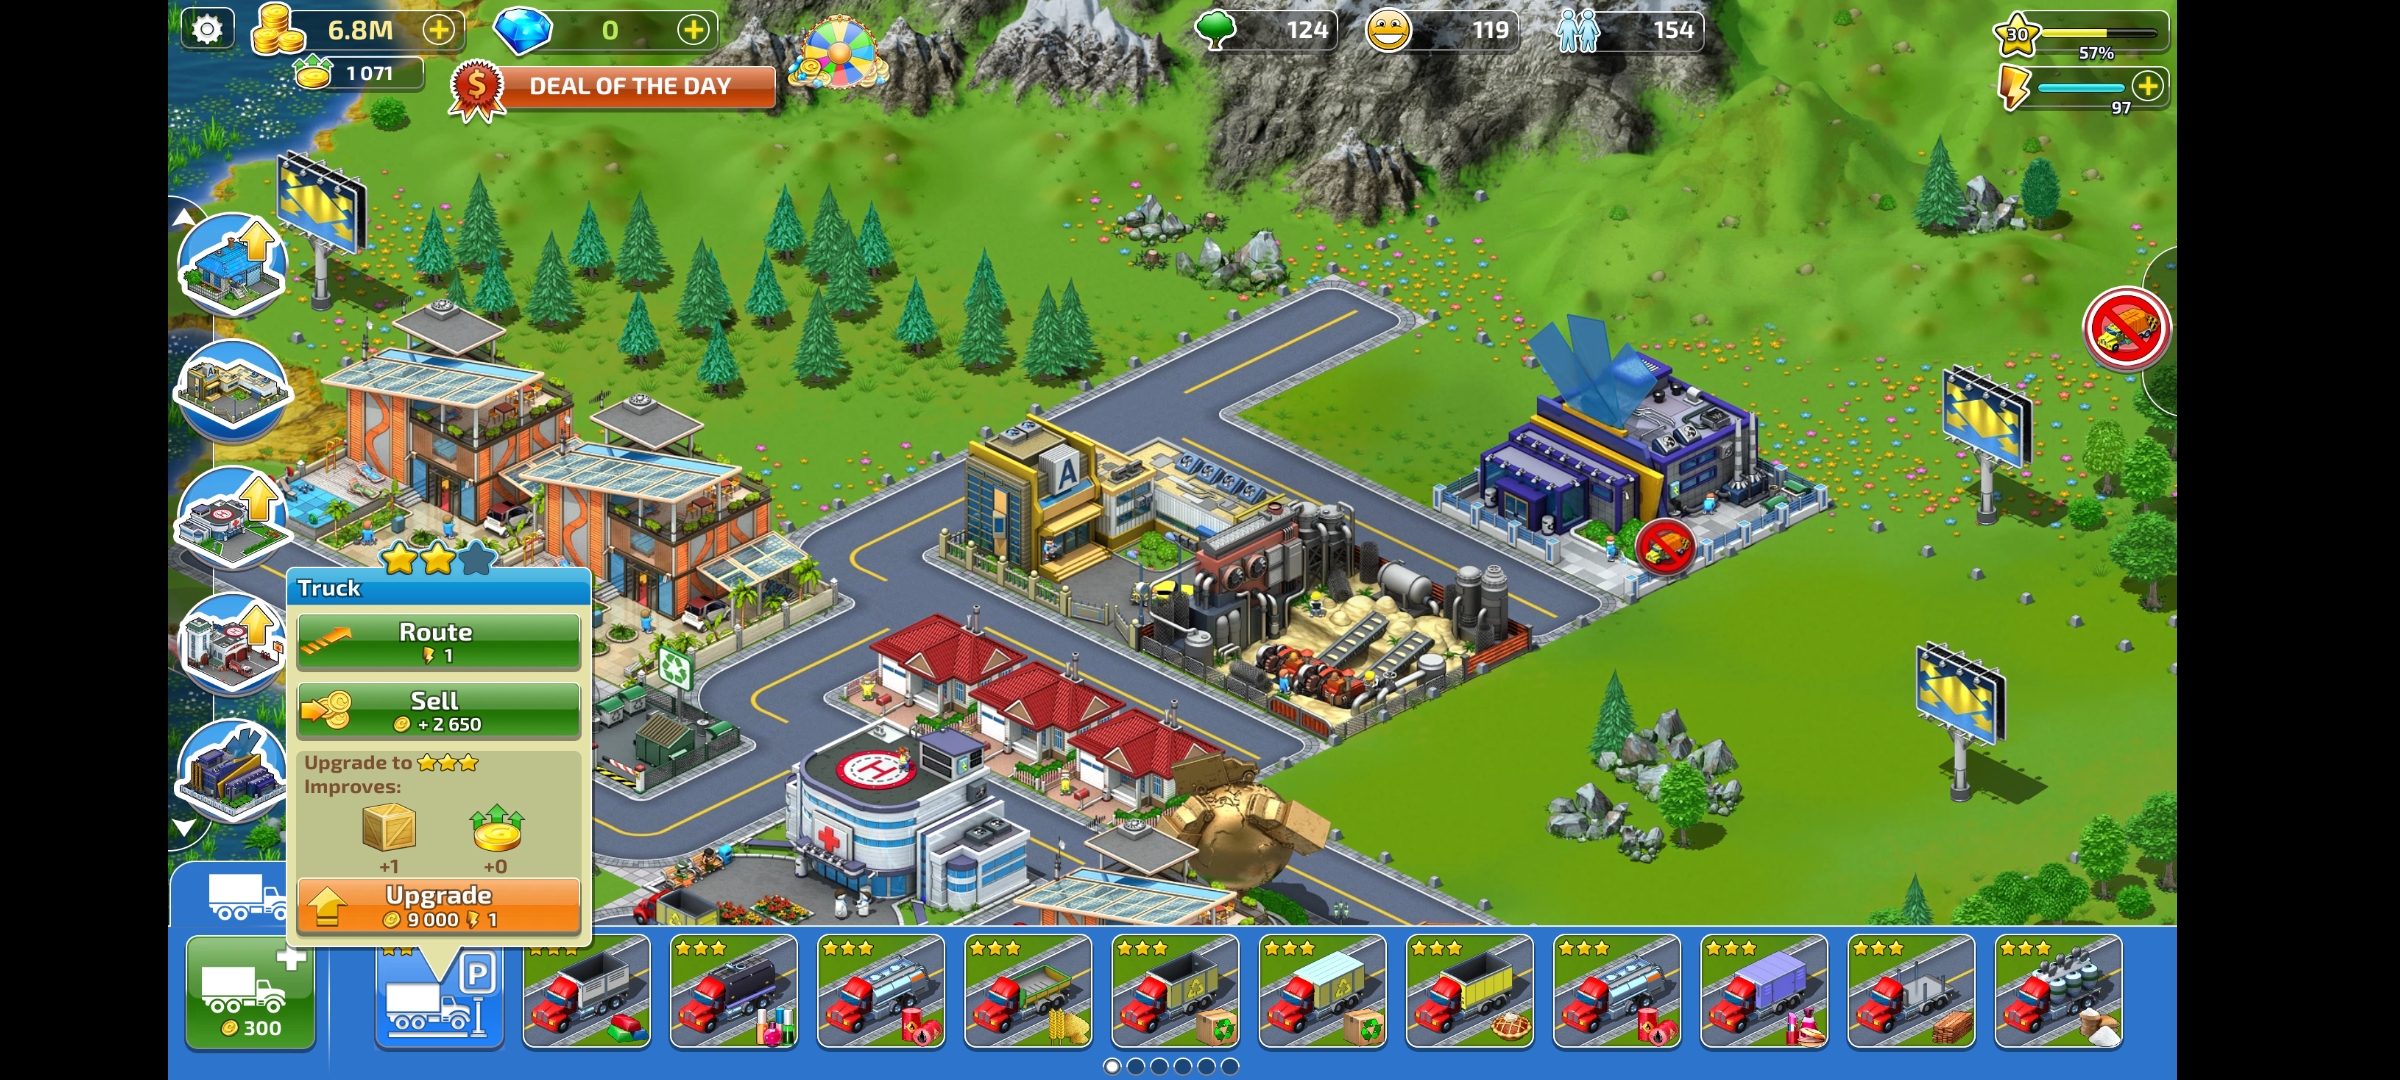 6.8M
0
124
119
154
30
57%
1 071
DEAL OF THE DAY
97
A
Truck
Route
1
Sell
+ 2 650
Upgrade to
Improves:
+1
+0
Upgrade
9 000 1
H
P
300